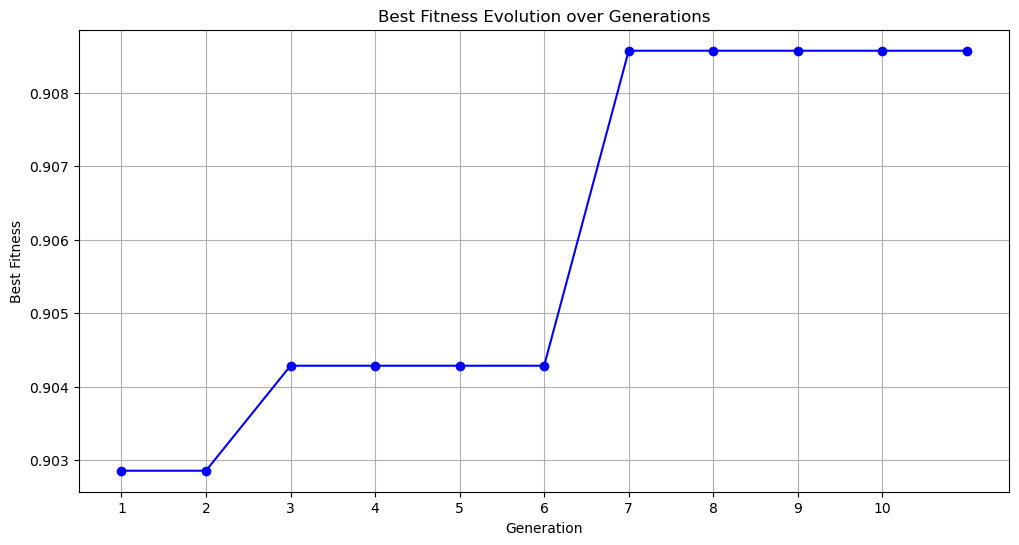 Best Fitness Evolution over Generations
Best Fitness
0.908
0.907
0.906
0.905
0.904
0.903
1 2 3 4 5 6 7 8 9 10
Generation